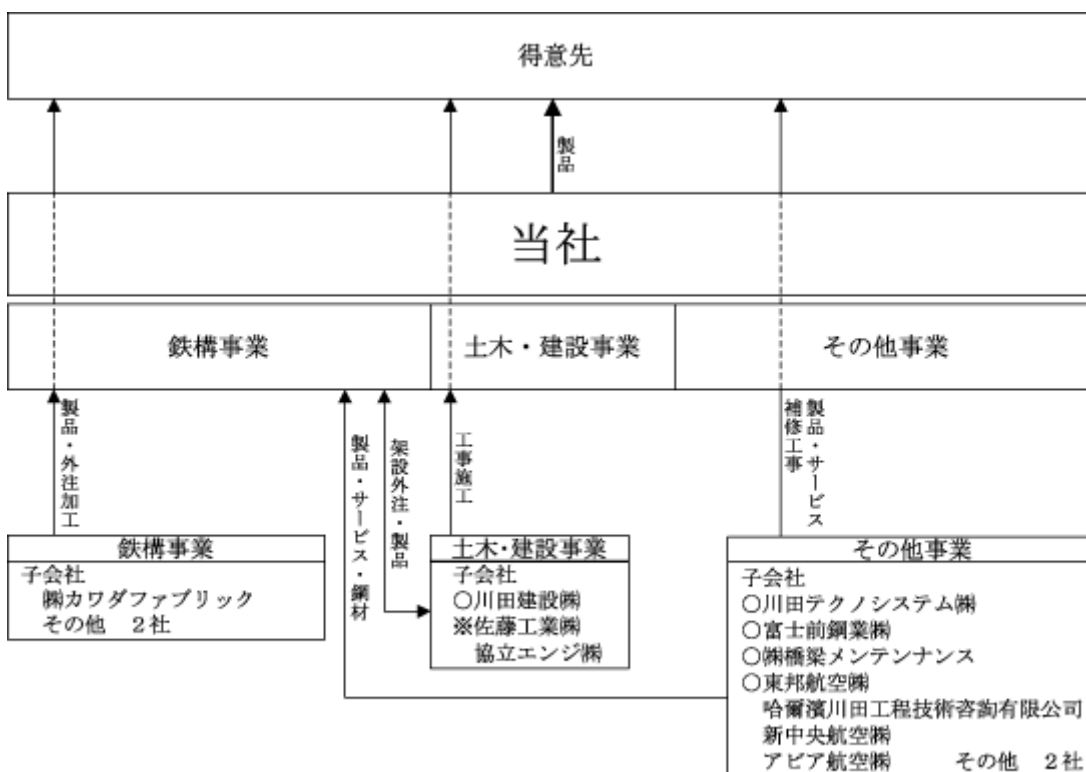 得意先
製品
当社
鉄構事業
土木・建設事業
その他事業
製品・外注加工
製品・サービス・鋼材
架設外注・製品
工事施工
製品・サービス
補修工事
鉄構事業
子会社
㈱カワダファブリック
その他 2社
土木・建設事業
子会社
○川田建設㈱
※佐藤工業㈱
協立エンジ㈱
その他事業
子会社
○川田テクノシステム㈱
○富士前鋼業㈱
○㈱橋梁メンテナンス
○東邦航空㈱
哈爾濱川田工程技術咨詢有限公司
新中央航空㈱
アビア航空㈱ その他 2社